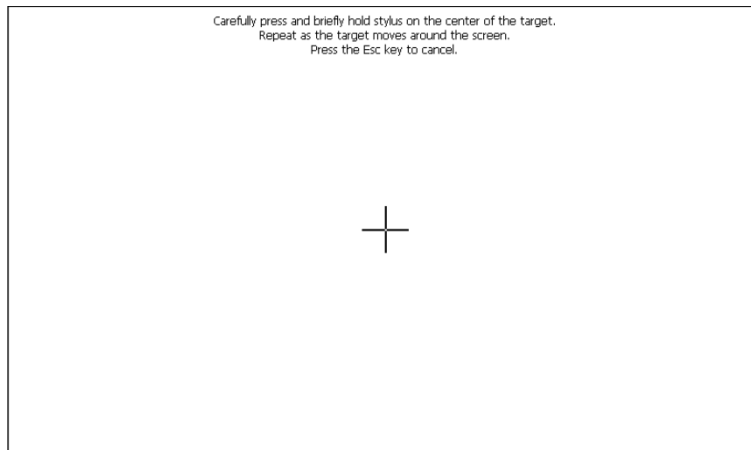 Carefully press and briefly hold stylus on the center of the target.
Repeat as the target moves around the screen.
Press the Esc key to cancel.